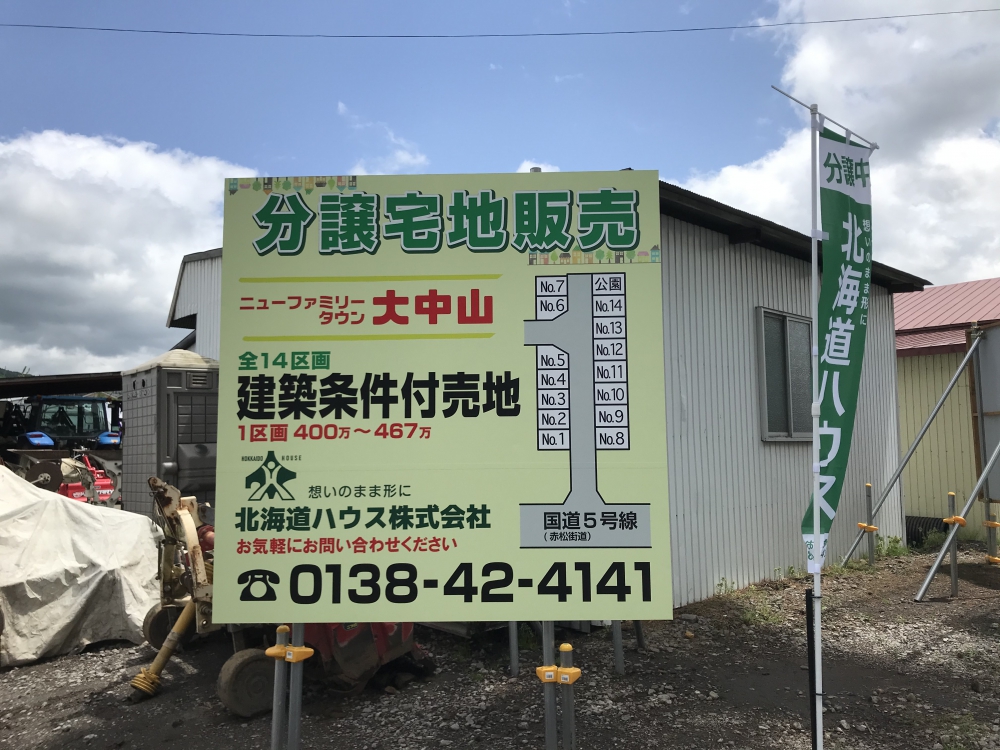 分譲宅地販売
ニューファミリー
タウン 大中山
全14区画
建築条件付売地
1区画 400万〜467万
HOKKAIDO HOUSE
想いのまま形に
北海道ハウス株式会社
お気軽にお問い合わせください
☎0138-42-4141
No.7 公園
No.6 No.14
No.13
No.12
No.5 No.11
No.4 No.10
No.3
No.2 No.9
No.1 No.8
国道5号線
(赤松街道)
分譲中
想いのまま形に
北海道ハウス